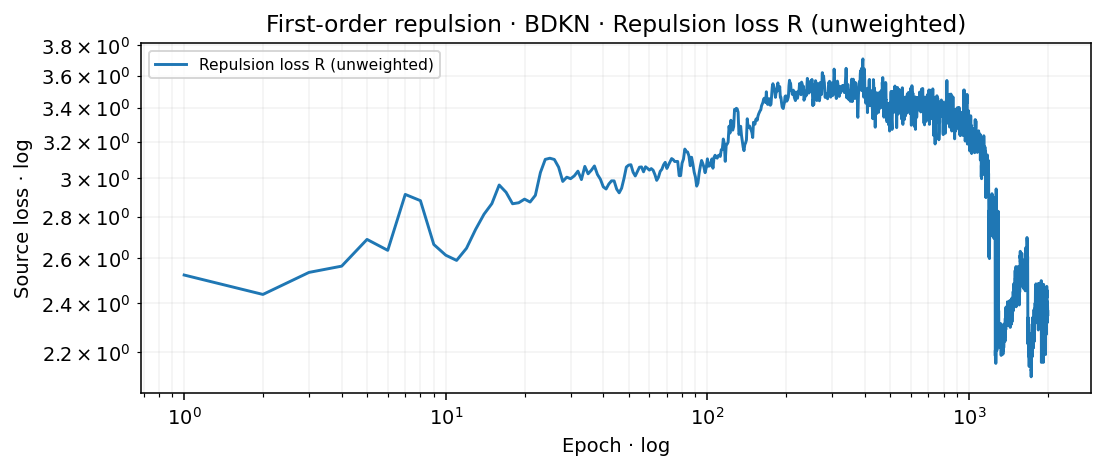 First-order repulsion · BDKN · Repulsion loss R (unweighted)
Repulsion loss R (unweighted)
Source loss · log
3.8 × 10⁰
3.6 × 10⁰
3.4 × 10⁰
3.2 × 10⁰
3 × 10⁰
2.8 × 10⁰
2.6 × 10⁰
2.4 × 10⁰
2.2 × 10⁰
10⁰ 10¹ 10² 10³
Epoch · log